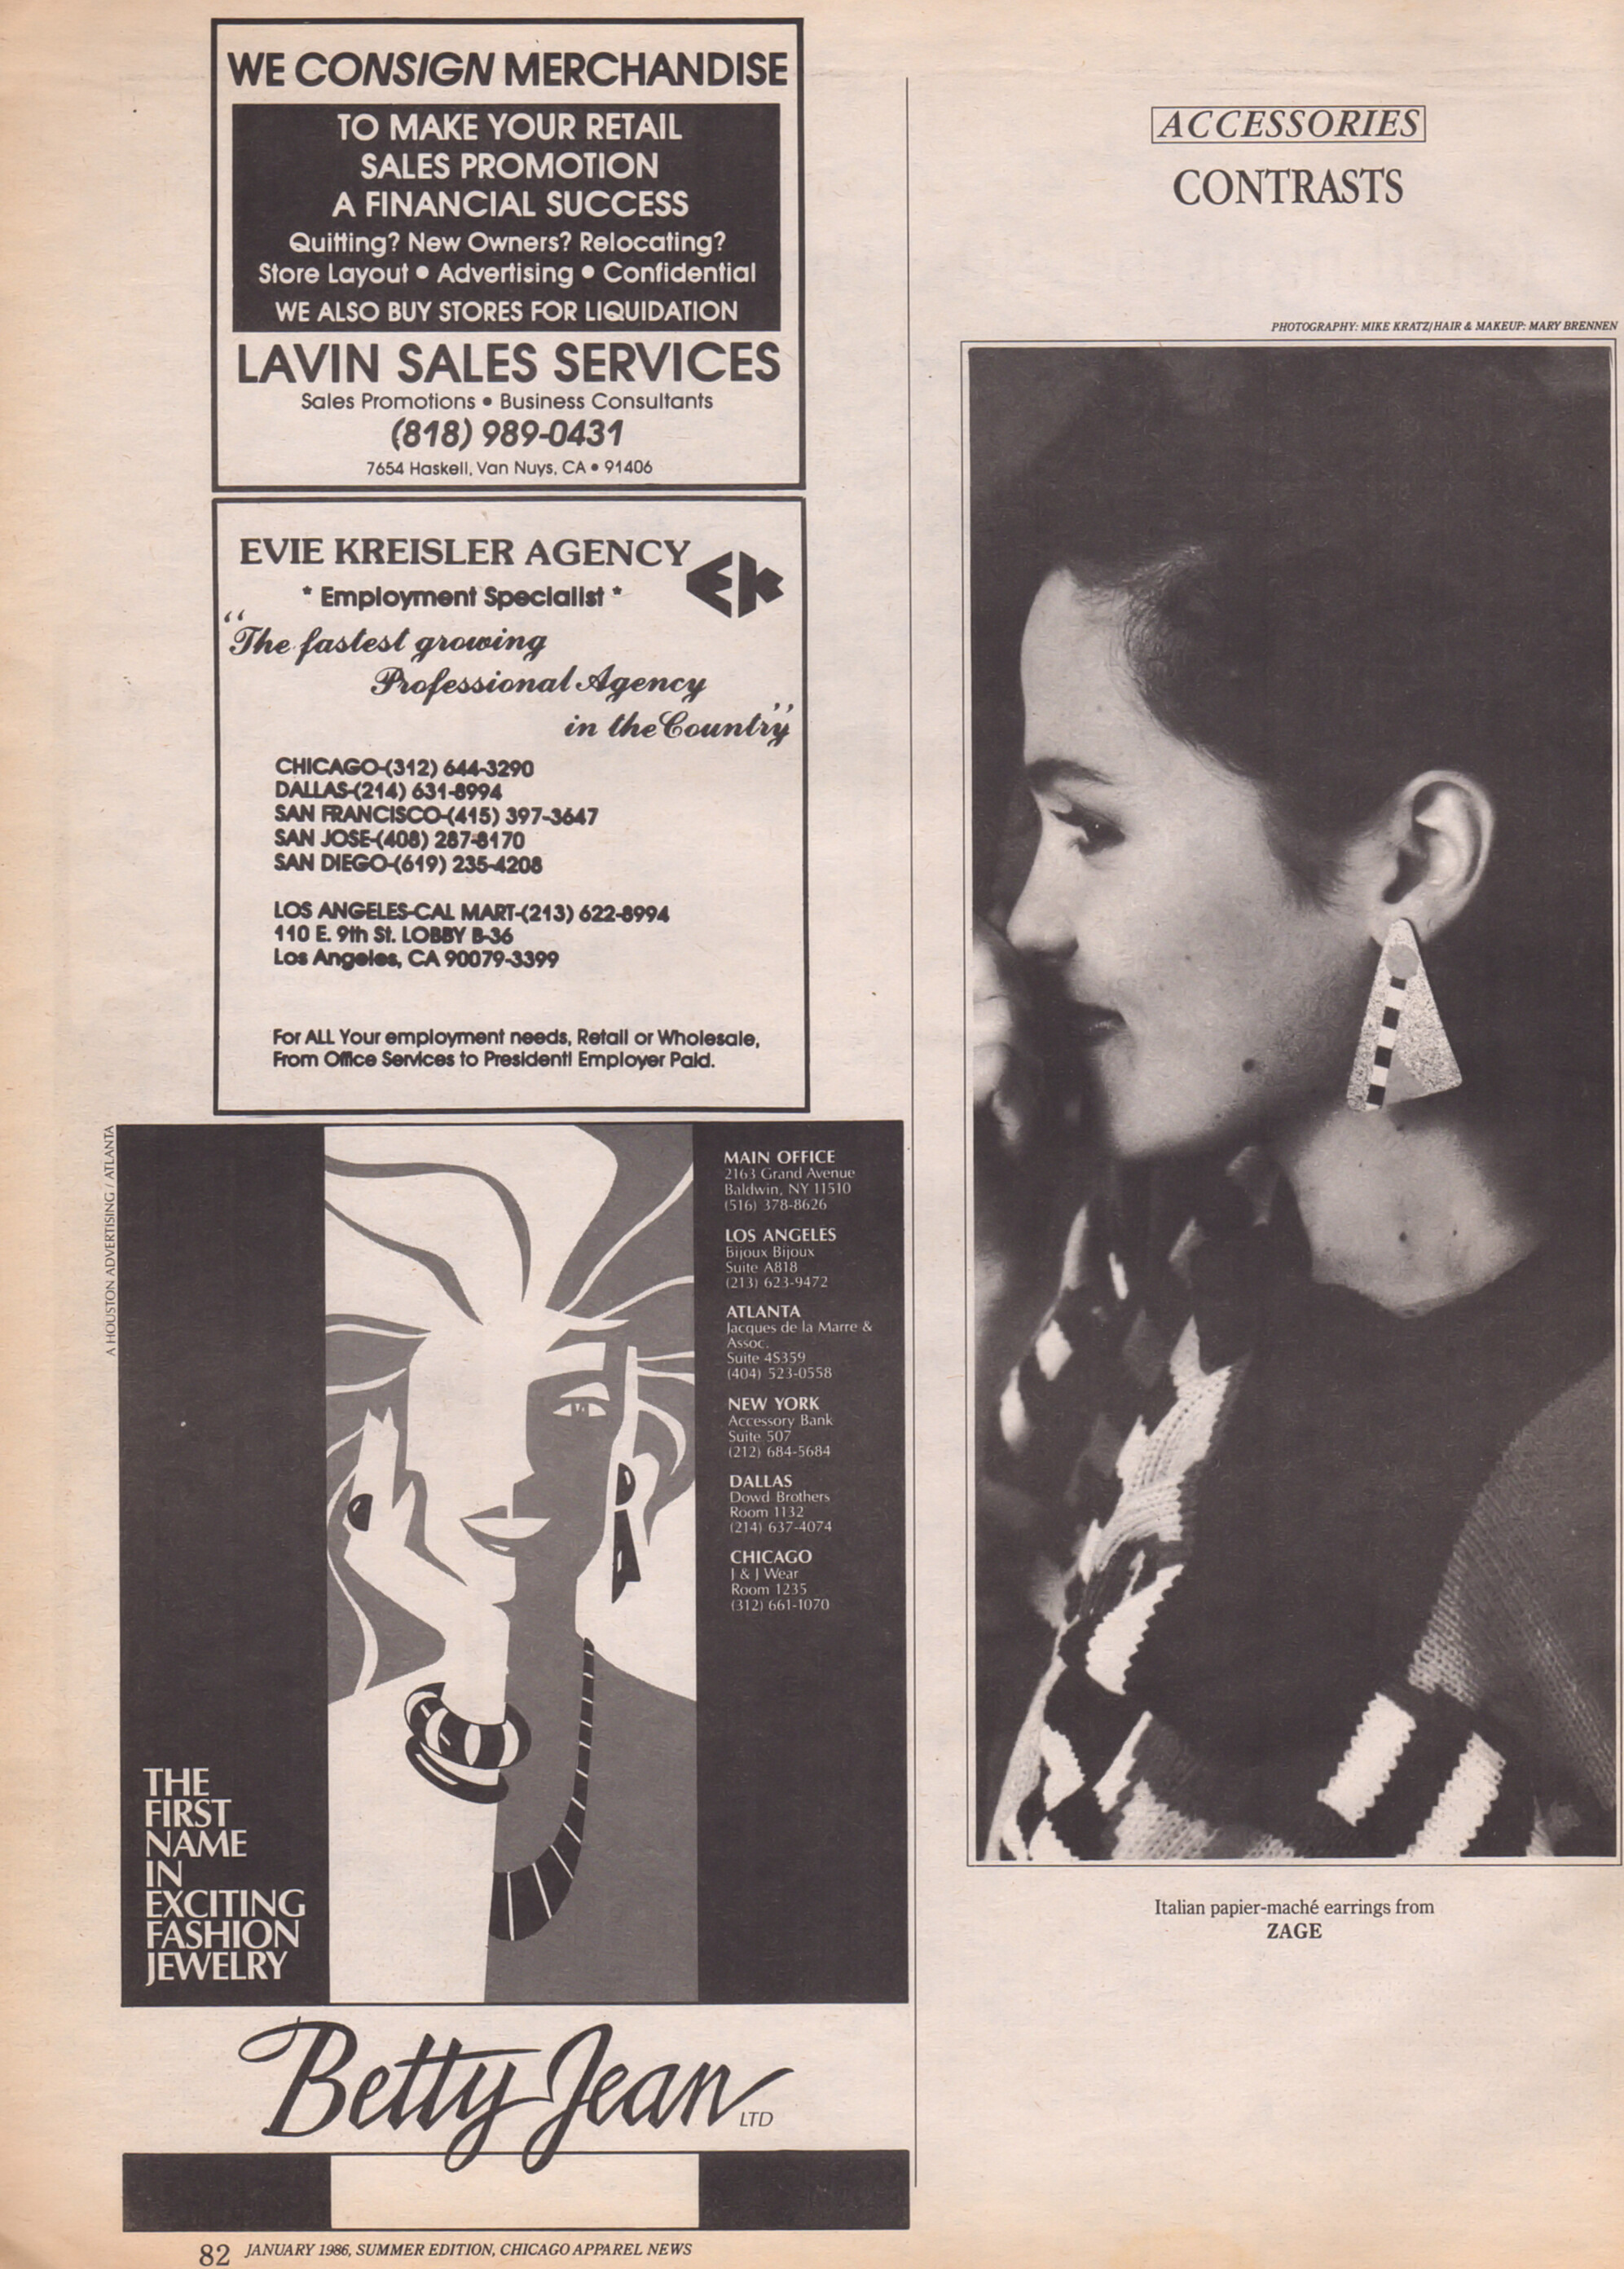 WE CONSIGN MERCHANDISE
TO MAKE YOUR RETAIL
SALES PROMOTION
A FINANCIAL SUCCESS
Quitting? New Owners? Relocating?
Store Layout • Advertising • Confidential
WE ALSO BUY STORES FOR LIQUIDATION
LAVIN SALES SERVICES
Sales Promotions • Business Consultants
(818) 989-0431
7654 Haskell, Van Nuys, CA • 91406
EVIE KREISLER AGENCY
EK
* Employment Specialist *
"The fastest growing
Professional Agency
in the Country"
CHICAGO-(312) 644-3290
DALLAS-(214) 631-8994
SAN FRANCISCO-(415) 397-3647
SAN JOSE-(408) 287-8170
SAN DIEGO-(619) 235-4208
LOS ANGELES-CAL MART-(213) 622-8994
110 E. 9th St. LOBBY B-36
Los Angeles, CA 90079-3399
For ALL Your employment needs, Retail or Wholesale,
From Office Services to President! Employer Paid.
A HOUSTON ADVERTISING / ATLANTA
MAIN OFFICE
2163 Grand Avenue
Baldwin, NY 11510
(516) 378-8626
LOS ANGELES
Bijoux Bijoux
Suite A818
(213) 623-9472
ATLANTA
Jacques de la Marre &
Assoc.
Suite 4S359
(404) 523-0558
NEW YORK
Accessory Bank
Suite 507
(212) 684-5684
DALLAS
Dowd Brothers
Room 1132
(214) 637-4074
CHICAGO
J & J Wear
Room 1235
(312) 661-1070
THE
FIRST
NAME
IN
EXCITING
FASHION
JEWELRY
Betty Jean LTD
82 JANUARY 1986, SUMMER EDITION, CHICAGO APPAREL NEWS
ACCESSORIES
CONTRASTS
PHOTOGRAPHY: MIKE KRATZ/HAIR & MAKEUP: MARY BRENNEN
Italian papier-maché earrings from
ZAGE